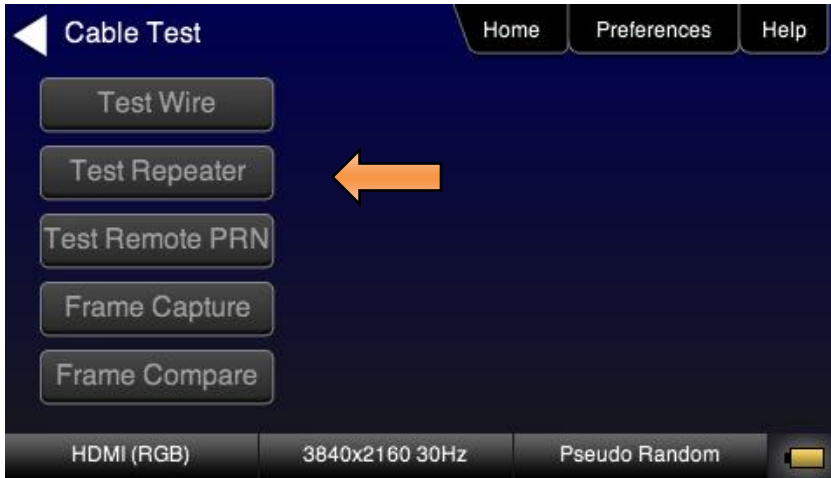 Cable Test
Home
Preferences
Help
Test Wire
Test Repeater
Test Remote PRN
Frame Capture
Frame Compare
HDMI (RGB)
3840x2160 30Hz
Pseudo Random